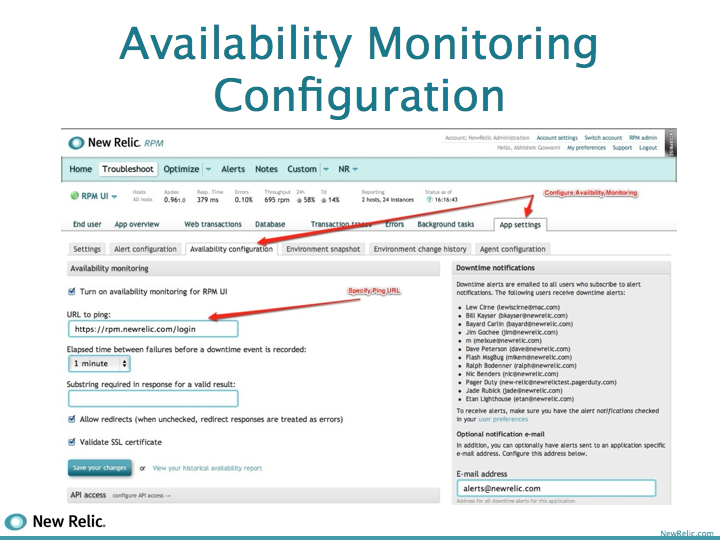 Availability Monitoring
Configuration
New Relic. RPM
Account: NewRelic Administration Account settings Switch account RPM admin
Hello, Abhishek Goswami My preferences Support Logout
Home Troubleshoot Optimize Alerts Notes Custom NR
RPM UI
Hosts Apdex Resp. Time Errors Throughput 24h 7d Reporting Status as of
All hosts 0.96 1.0 379 ms 0.10% 695 rpm 58% 14% 2 hosts, 24 instances 16:16:43
Configure Availbility Monitoring
End user App overview Web transactions Database Transaction traces Errors Background tasks App settings
Settings Alert configuration Availability configuration Environment snapshot Environment change history Agent configuration
Availability monitoring
Turn on availability monitoring for RPM UI
Specify Ping URL
URL to ping:
https://rpm.newrelic.com/login
Elapsed time between failures before a downtime event is recorded:
1 minute
Substring required in response for a valid result:
Allow redirects (when unchecked, redirect responses are treated as errors)
Validate SSL certificate
Save your changes or View your historical availability report
API access configure API access →
Downtime notifications
Downtime alerts are emailed to all users who subscribe to alert
notifications. The following users receive downtime alerts:
• Lew Cirne (lewiscirne@mac.com)
• Bill Kayser (bkayser@newrelic.com)
• Bayard Carlin (bayard@newrelic.com)
• Jim Gochee (jim@newrelic.com)
• m (meixue@newrelic.com)
• Dave Peterson (dave@newrelic.com)
• Flash MsgBug (mikem@newrelic.com)
• Ralph Bodenner (ralph@newrelic.com)
• Nic Benders (nic@newrelic.com)
• Pager Duty (new-relic@newrelictest.pagerduty.com)
• Jade Rubick (jade@newrelic.com)
• Etan Lighthouse (etan@newrelic.com)
To receive alerts, make sure you have the alert notifications checked
in your user preferences
Optional notification e-mail
In addition, you can optionally have alerts sent to an application specific
e-mail address. Configure this address below.
E-mail address
alerts@newrelic.com
Address for all downtime alerts for this application
New Relic.
NewRelic.com